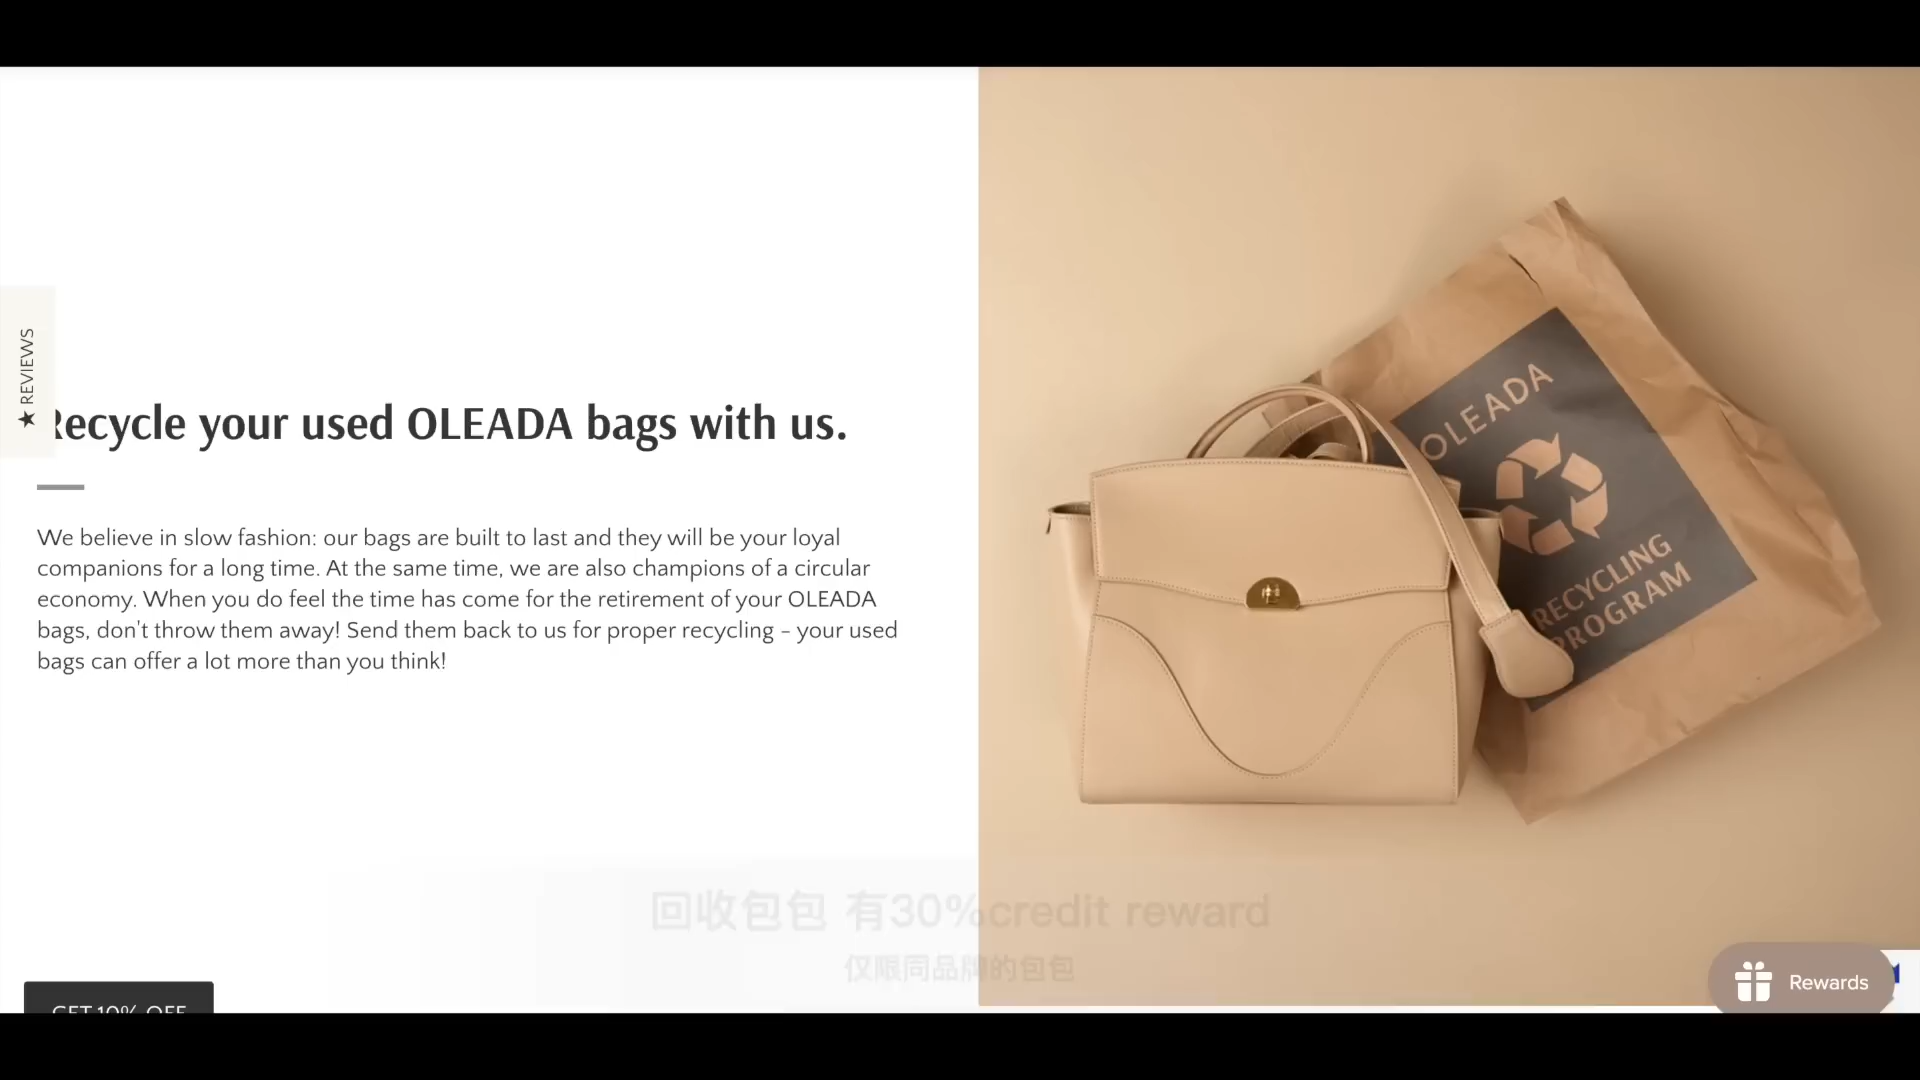 ★ REVIEWS
Recycle your used OLEADA bags with us.
We believe in slow fashion: our bags are built to last and they will be your loyal
companions for a long time. At the same time, we are also champions of a circular
economy. When you do feel the time has come for the retirement of your OLEADA
bags, don't throw them away! Send them back to us for proper recycling - your used
bags can offer a lot more than you think!
OLEADA
RECYCLING
PROGRAM
回收包包 有30%credit reward
仅限同品牌的包包
GET 10% OFF
Rewards